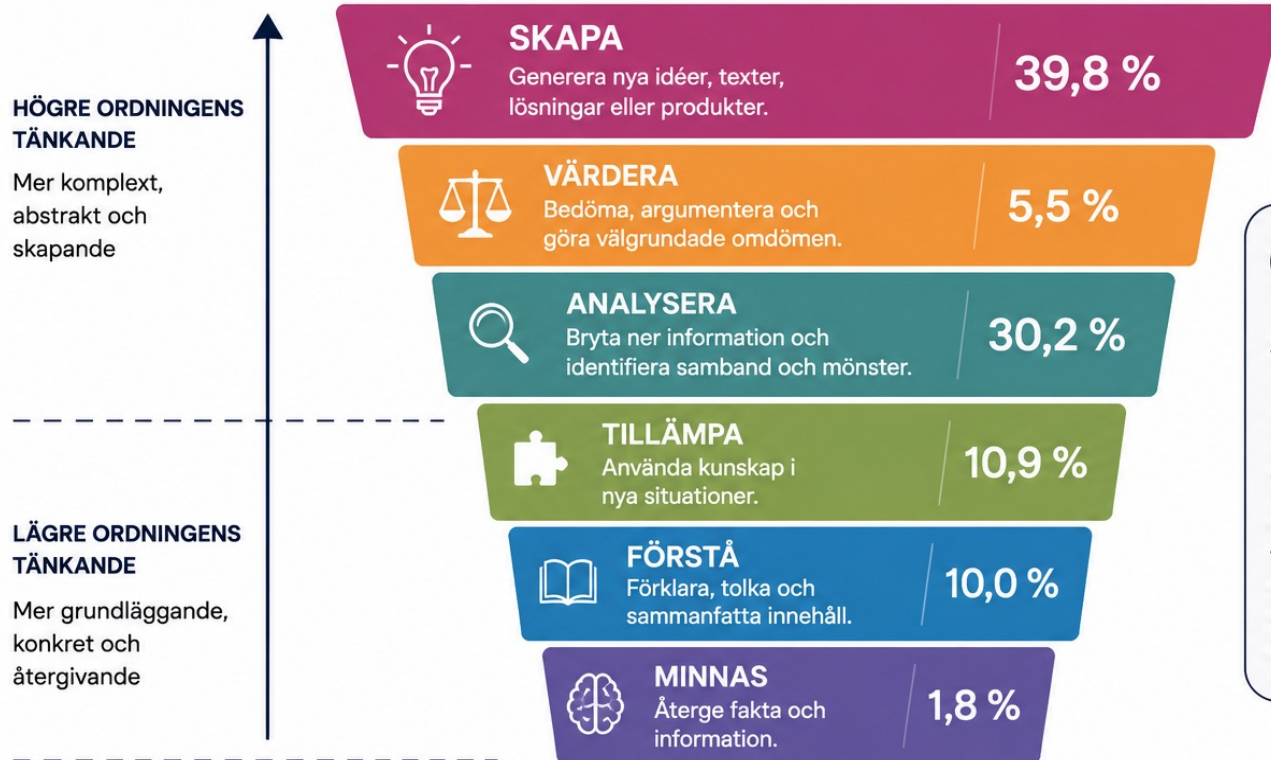 HÖGRE ORDNINGENS
TÄNKANDE
Mer komplext,
abstrakt och
skapande
LÄGRE ORDNINGENS
TÄNKANDE
Mer grundläggande,
konkret och
återgivande
SKAPA
Generera nya idéer, texter,
lösningar eller produkter.
39,8 %
VÄRDERA
Bedöma, argumentera och
göra välgrundade omdömen.
5,5 %
ANALYSERA
Bryta ner information och
identifiera samband och mönster.
30,2 %
TILLÄMPA
Använda kunskap i
nya situationer.
10,9 %
FÖRSTÅ
Förklara, tolka och
sammanfatta innehåll.
10,0 %
MINNAS
Återge fakta och
information.
1,8 %